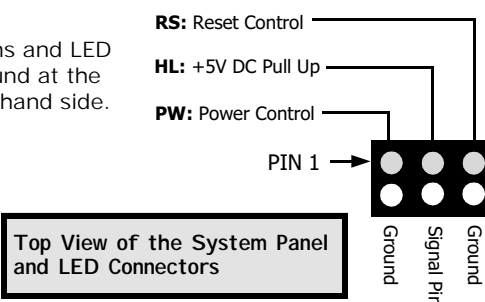 RS: Reset Control
ns and LED
und at the
hand side.
HL: +5V DC Pull Up
PW: Power Control
PIN 1
Top View of the System Panel
and LED Connectors
Ground
Signal Pin
Ground